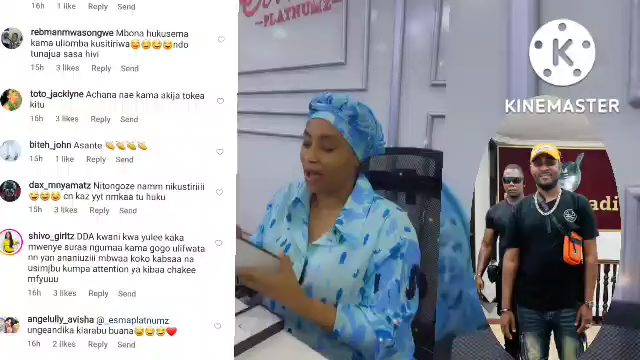 16h 1 like Reply Send
rebmanmwasongwe Mbona hukusema
kama uliomba kusitiriwa😂😂😂😂ndo
tunajua sasa hivi
15h 3 likes Reply Send
toto_jacklyne Achana nae kama akija tokea
kitu
16h 3 likes Reply Send
biteh_john Asante 👏👏👏👏
15h 1 like Reply Send
dax_mnyamatz Nitongoze namm nikustiriiii
😂😂😂 cn kaz yyt nmkaa tu huku
15h 3 likes Reply Send
shivo_girltz DDA kwani kwa yulee kaka
mwenye suraa ngumaa kama gogo ulifwata
nn yan ananiuziii mbwaa koko kabsaa na
usimjbu kumpa attention ya kibaa chakee
mfyuuu
16h 3 likes Reply Send
angelully_avisha @_esmaplatnumz
ungeandika kiarabu buana😂😂😂❤️
16h 2 likes Reply Send
PLATNUMZ
K
KINEMASTER